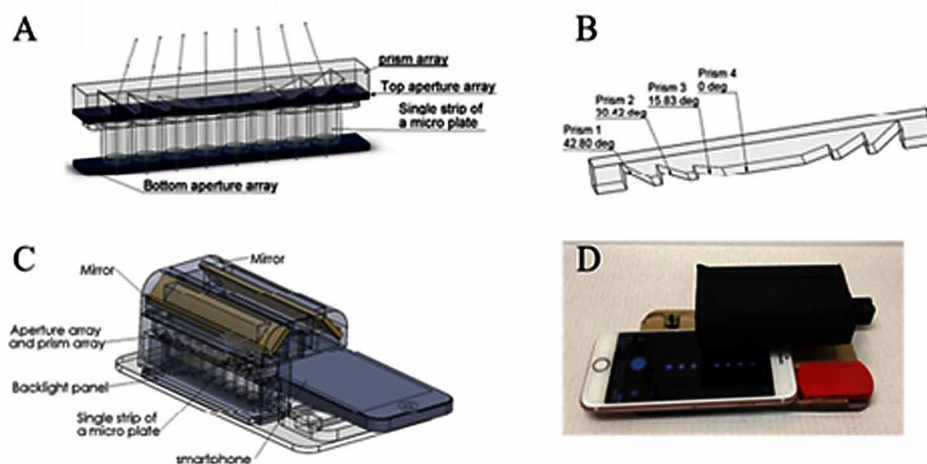 A
prism array
Top aperture array
Single strip of
a micro plate
Bottom aperture array
B
Prism 4
0 deg
Prism 3
15.83 deg
Prism 2
30.42 deg
Prism 1
42.80 deg
C
Mirror
Mirror
Aperture array
and prism array
Backlight panel
Single strip of
a micro plate
smartphone
D